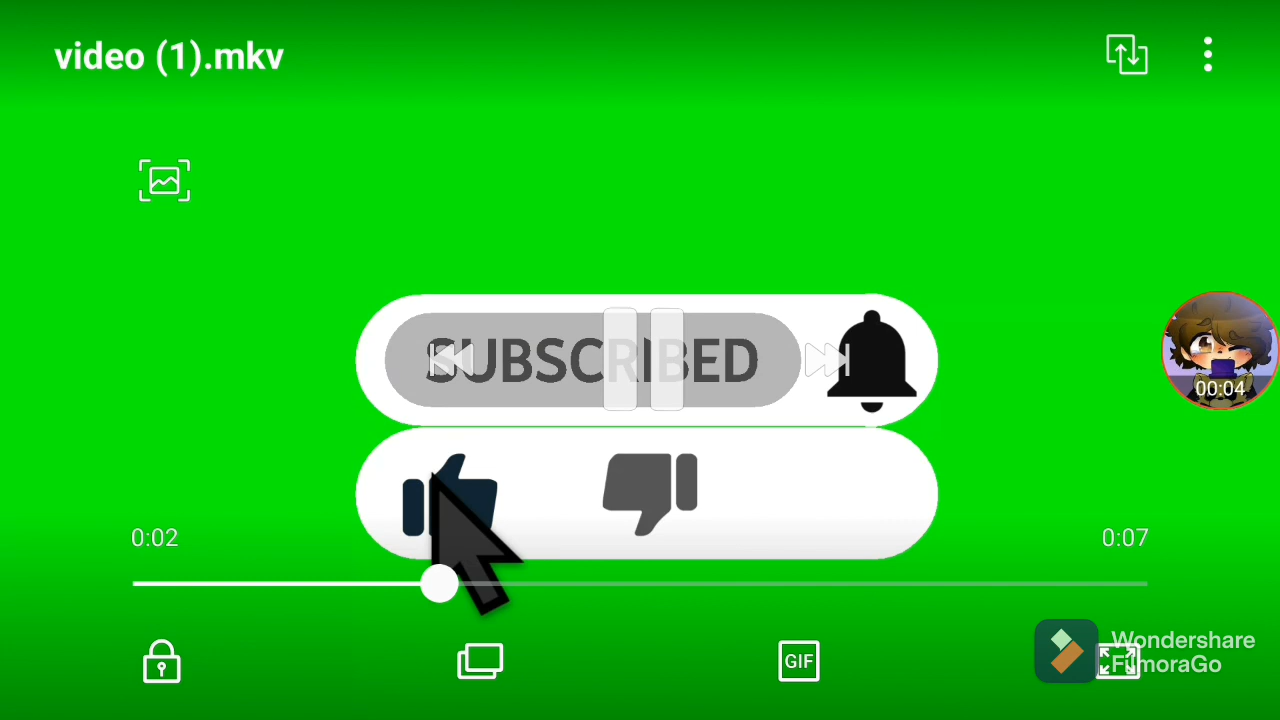 video (1).mkv
SUBSCRIBED
00:04
0:02
0:07
GIF
Wondershare
FilmoraGo